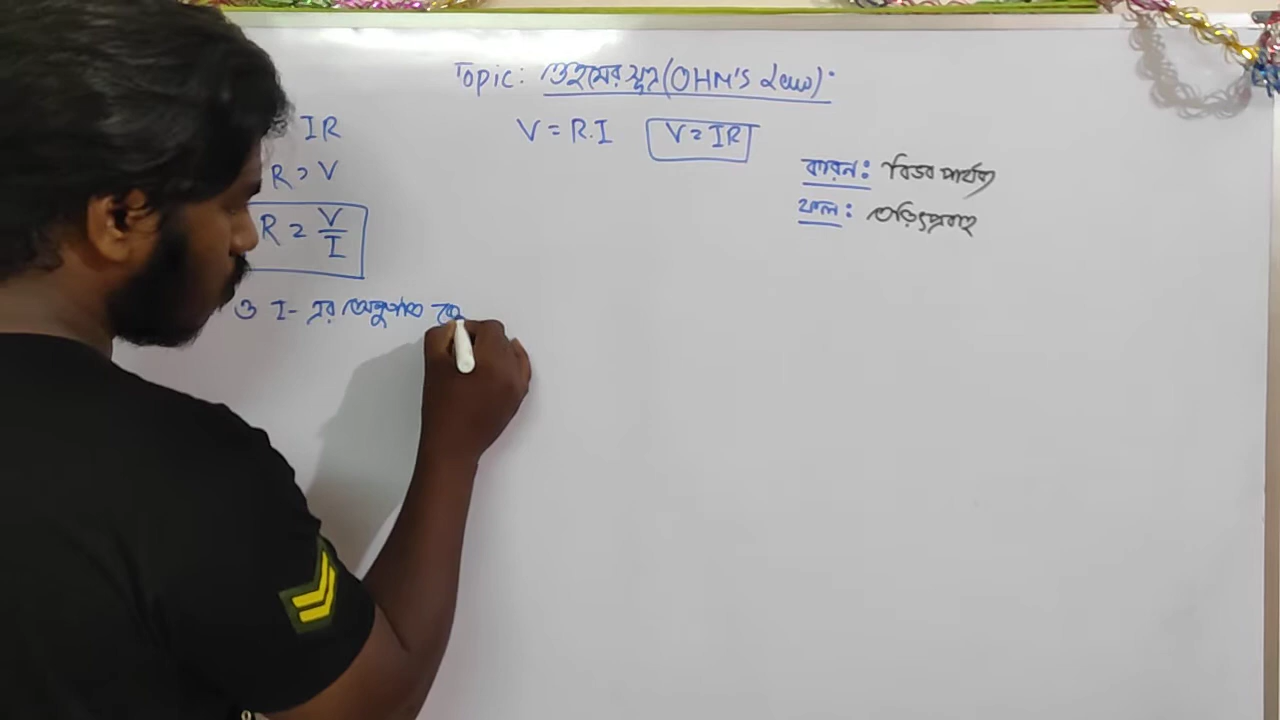 Topic: ওহমের সূত্র (OHM'S Law):
= IR
V = R.I
V = IR
R = V
R = V/I
কারন: বিভব পার্থক্য
ফল: তড়িৎপ্রবাহ
ও I- এর অনুপাত কে